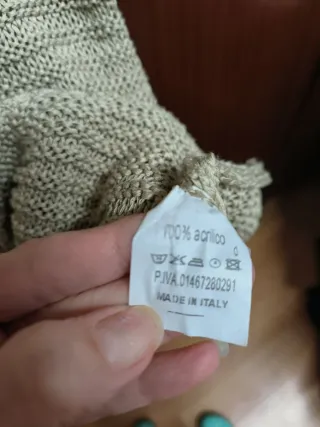 100% acrilico
P.IVA.01467280291
MADE IN ITALY